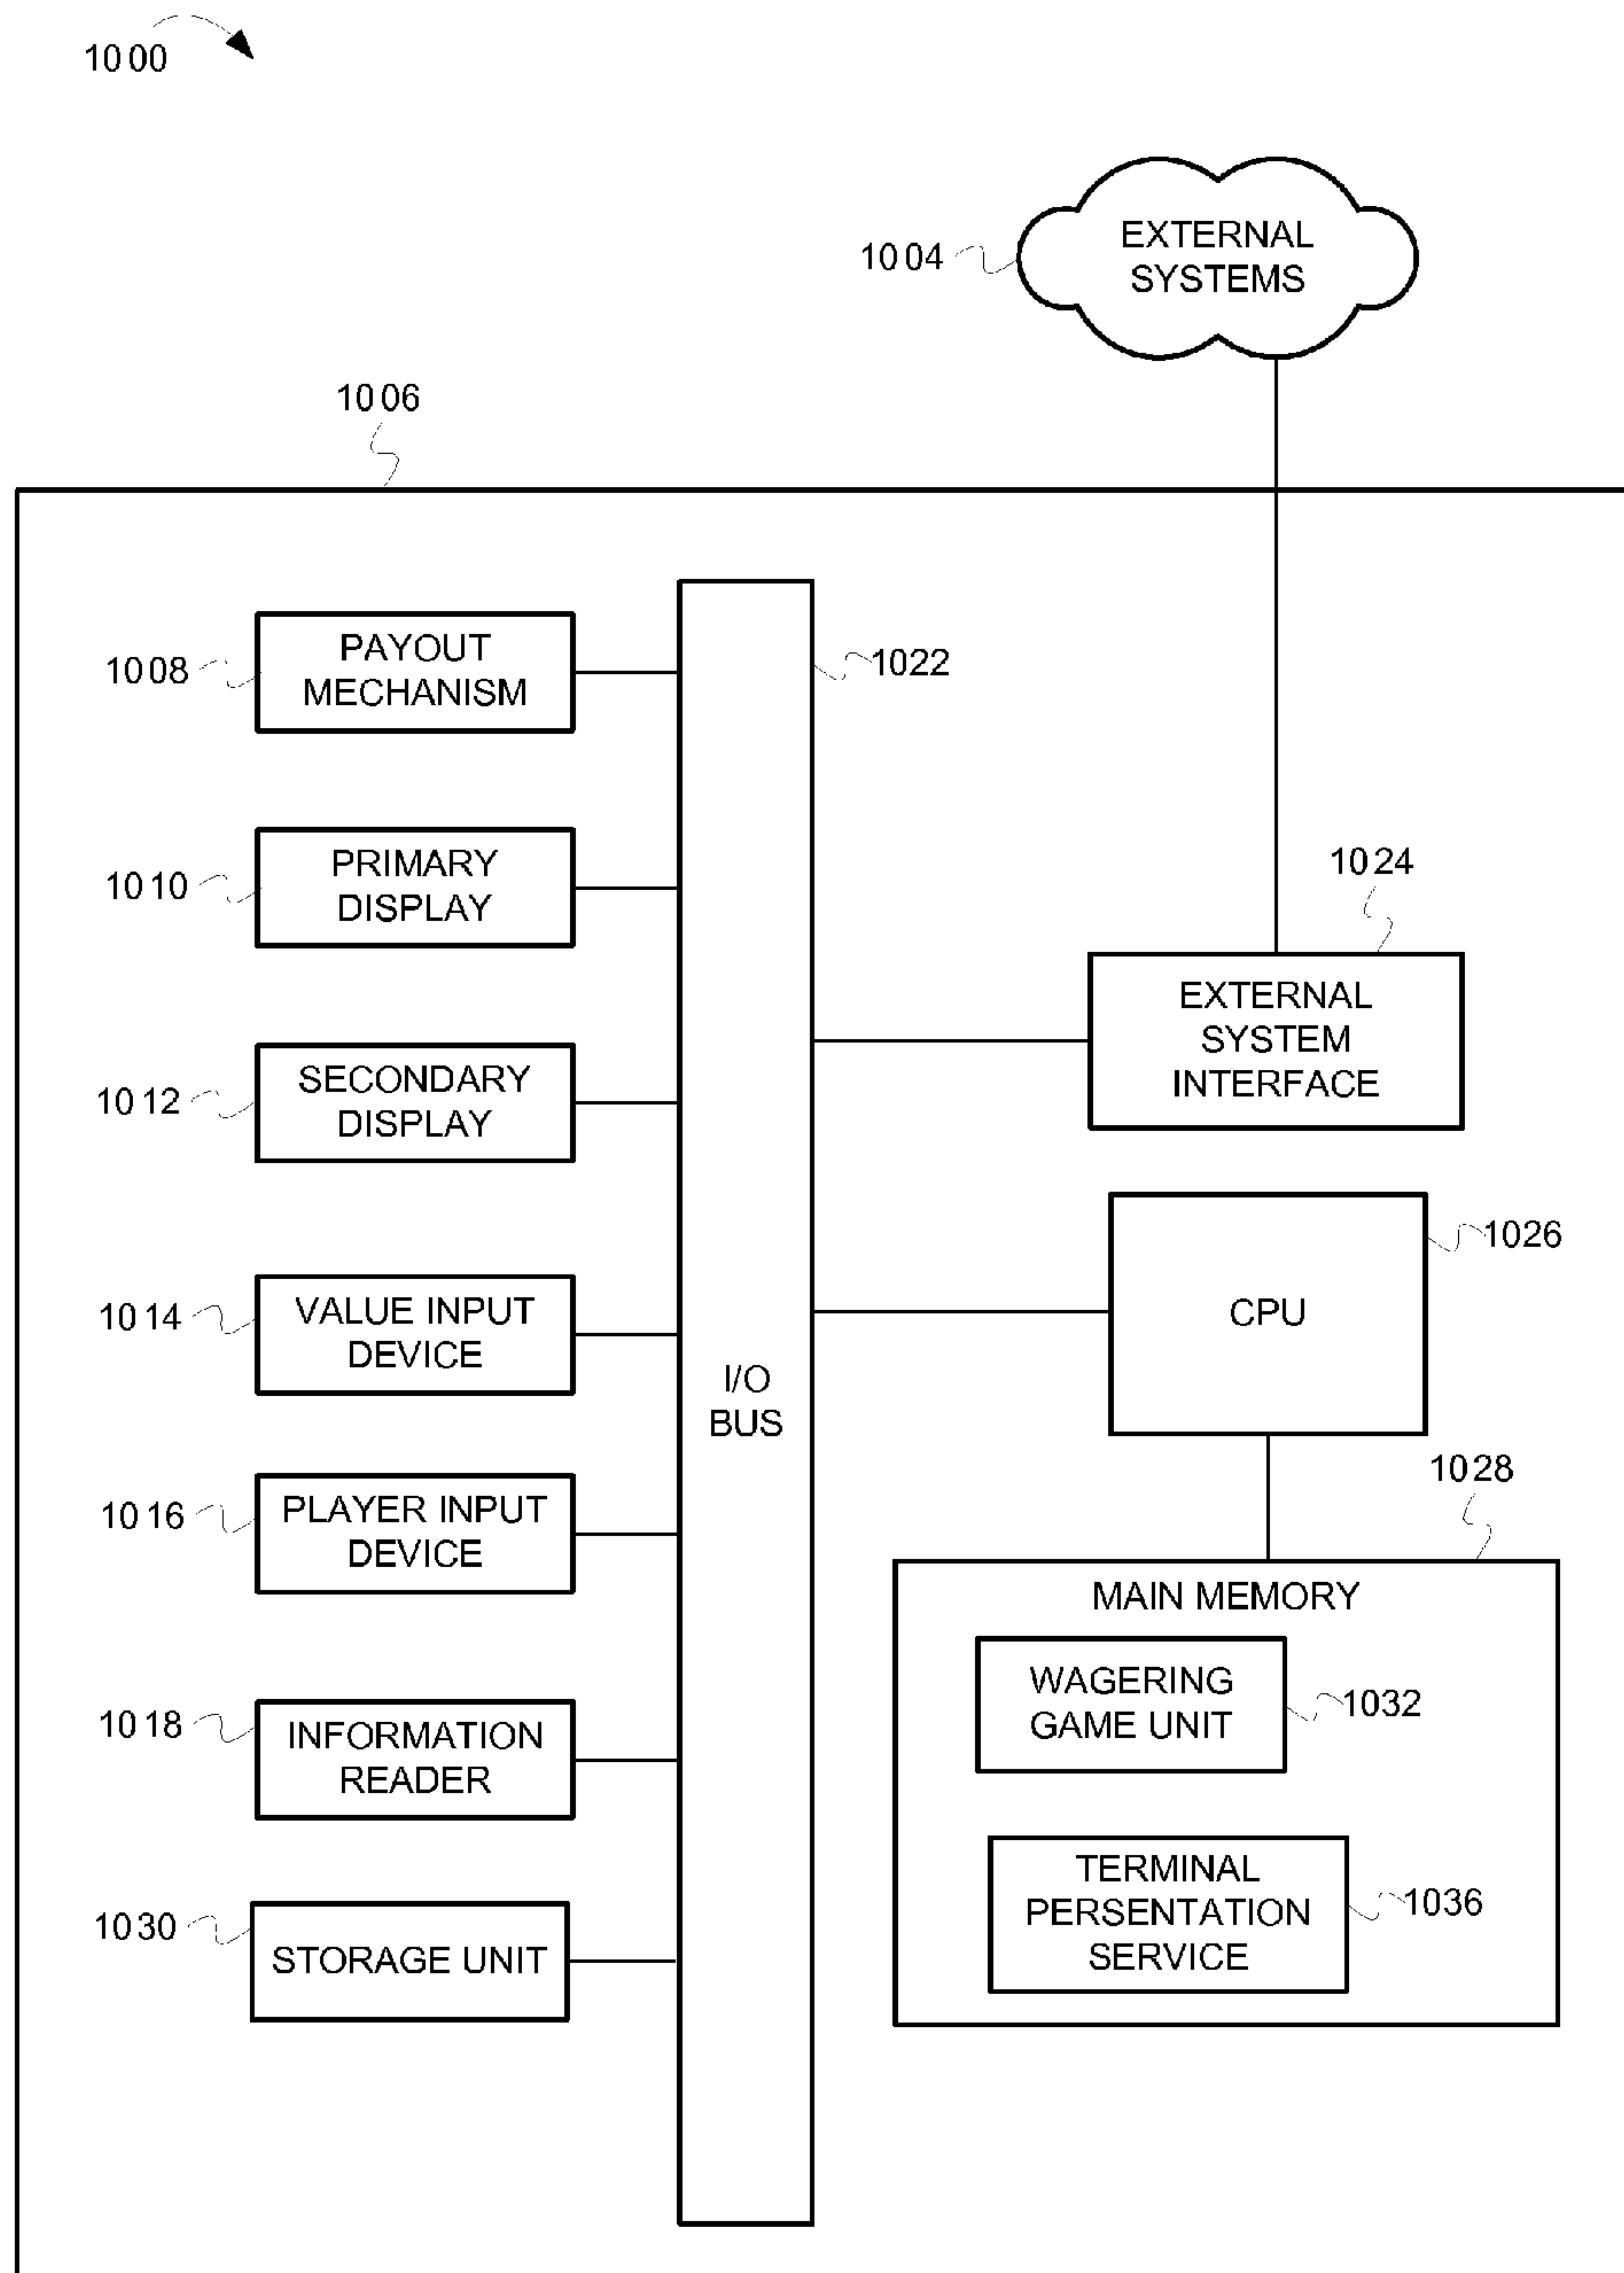 1000
EXTERNAL
SYSTEMS
1004
1006
PAYOUT
MECHANISM
1008
1022
PRIMARY
DISPLAY
1010
1024
EXTERNAL
SYSTEM
INTERFACE
SECONDARY
DISPLAY
1012
1026
CPU
VALUE INPUT
DEVICE
1014
I/O
BUS
PLAYER INPUT
DEVICE
1016
1028
MAIN MEMORY
WAGERING
GAME UNIT
1032
INFORMATION
READER
1018
TERMINAL
PERSENTATION
SERVICE
1036
1030
STORAGE UNIT